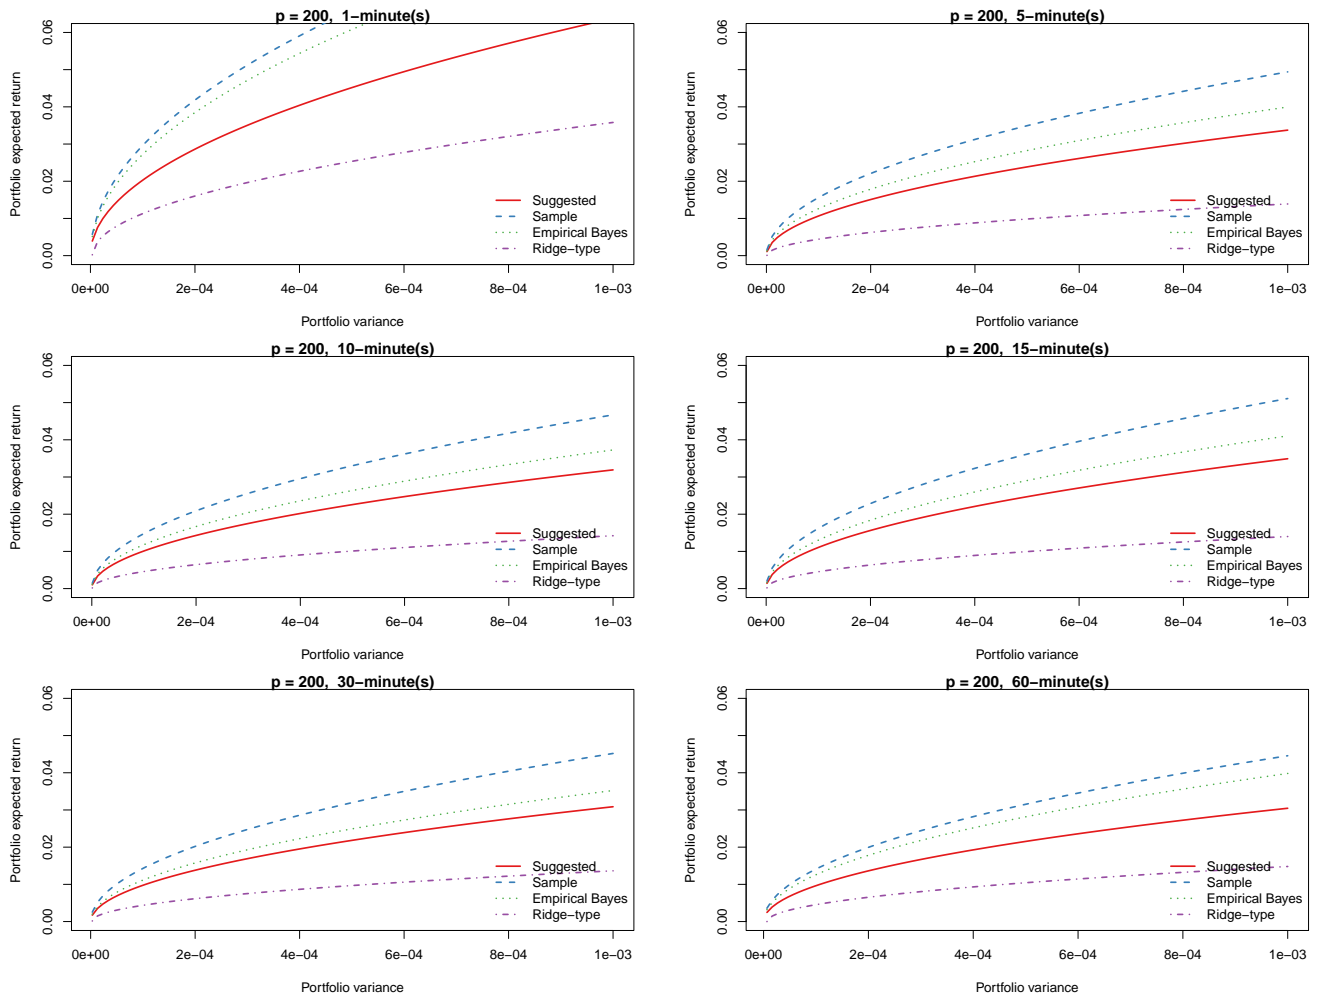 p = 200, 1−minute(s)
Portfolio expected return
0.00
0.02
0.04
0.06
Suggested
Sample
Empirical Bayes
Ridge−type
0e+00 2e−04 4e−04 6e−04 8e−04 1e−03
Portfolio variance
p = 200, 5−minute(s)
Portfolio expected return
0.00
0.02
0.04
0.06
Suggested
Sample
Empirical Bayes
Ridge−type
0e+00 2e−04 4e−04 6e−04 8e−04 1e−03
Portfolio variance
p = 200, 10−minute(s)
Portfolio expected return
0.00
0.02
0.04
0.06
Suggested
Sample
Empirical Bayes
Ridge−type
0e+00 2e−04 4e−04 6e−04 8e−04 1e−03
Portfolio variance
p = 200, 15−minute(s)
Portfolio expected return
0.00
0.02
0.04
0.06
Suggested
Sample
Empirical Bayes
Ridge−type
0e+00 2e−04 4e−04 6e−04 8e−04 1e−03
Portfolio variance
p = 200, 30−minute(s)
Portfolio expected return
0.00
0.02
0.04
0.06
Suggested
Sample
Empirical Bayes
Ridge−type
0e+00 2e−04 4e−04 6e−04 8e−04 1e−03
Portfolio variance
p = 200, 60−minute(s)
Portfolio expected return
0.00
0.02
0.04
0.06
Suggested
Sample
Empirical Bayes
Ridge−type
0e+00 2e−04 4e−04 6e−04 8e−04 1e−03
Portfolio variance